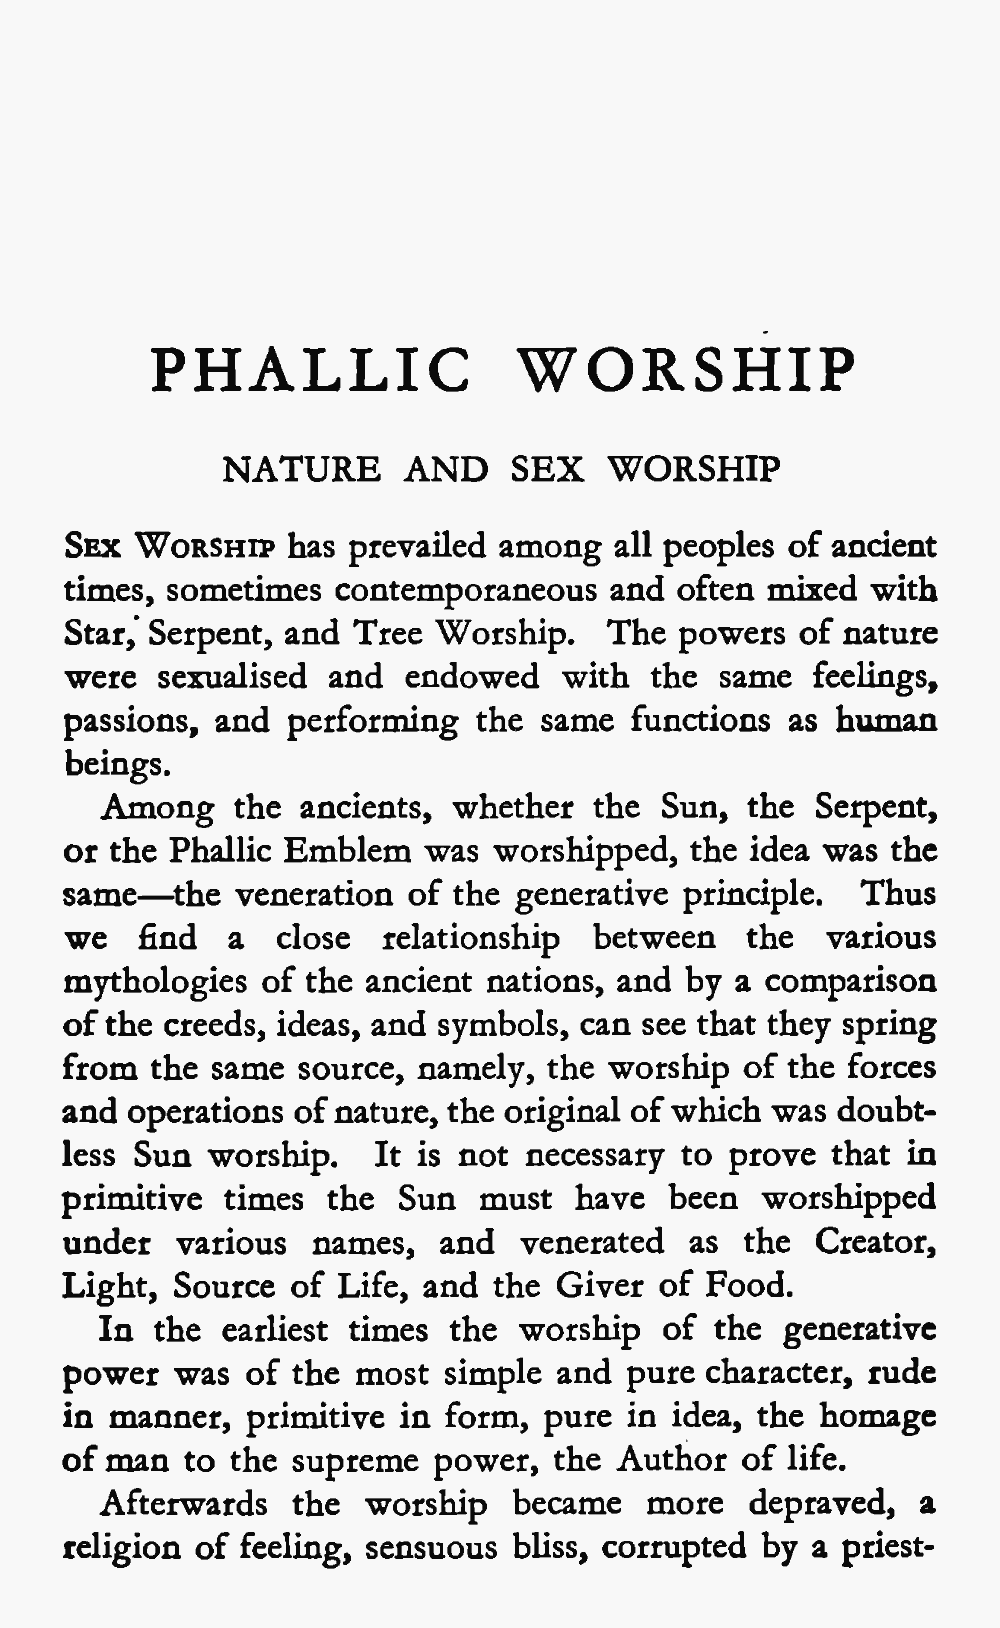 PHALLIC WORSHIP
NATURE AND SEX WORSHIP
SEX WORSHIP has prevailed among all peoples of ancient
times, sometimes contemporaneous and often mixed with
Star, Serpent, and Tree Worship. The powers of nature
were sexualised and endowed with the same feelings,
passions, and performing the same functions as human
beings.
Among the ancients, whether the Sun, the Serpent,
or the Phallic Emblem was worshipped, the idea was the
same—the veneration of the generative principle. Thus
we find a close relationship between the various
mythologies of the ancient nations, and by a comparison
of the creeds, ideas, and symbols, can see that they spring
from the same source, namely, the worship of the forces
and operations of nature, the original of which was doubt-
less Sun worship. It is not necessary to prove that in
primitive times the Sun must have been worshipped
under various names, and venerated as the Creator,
Light, Source of Life, and the Giver of Food.
In the earliest times the worship of the generative
power was of the most simple and pure character, rude
in manner, primitive in form, pure in idea, the homage
of man to the supreme power, the Author of life.
Afterwards the worship became more depraved, a
religion of feeling, sensuous bliss, corrupted by a priest-